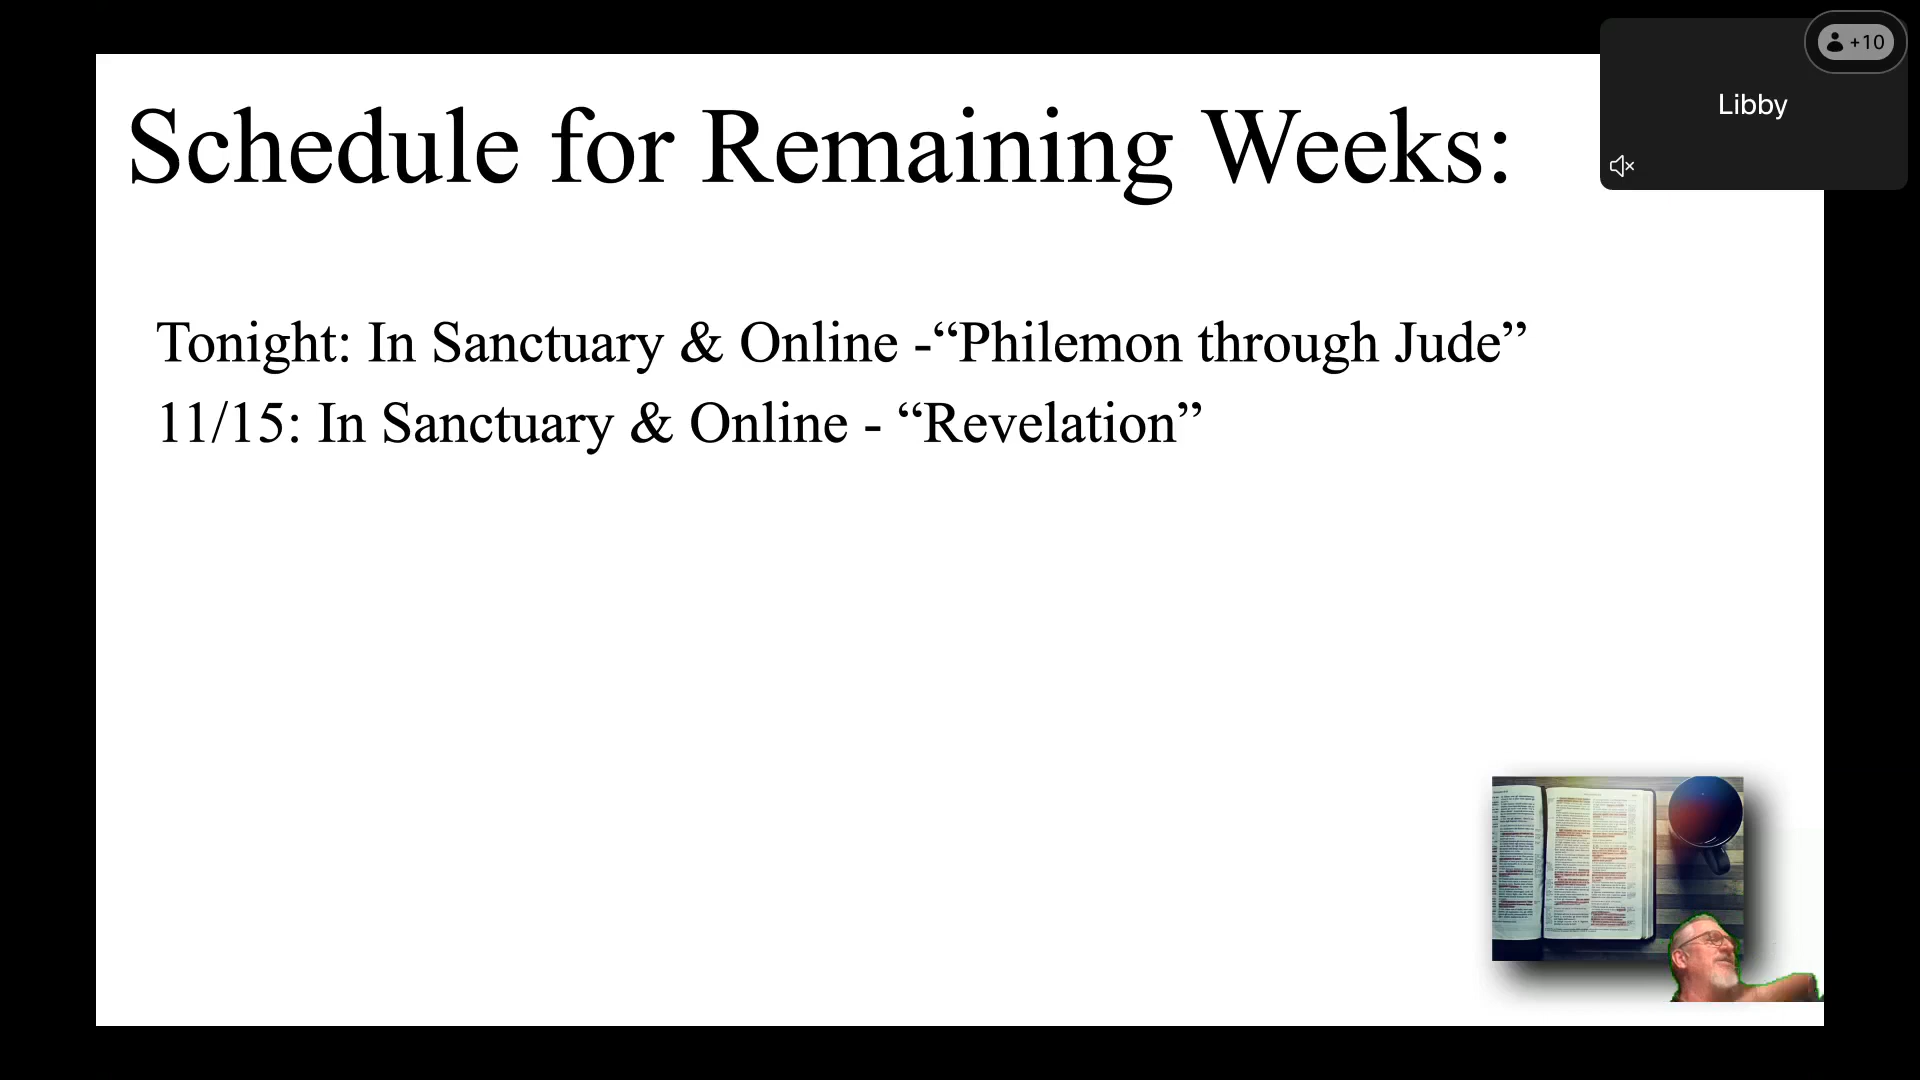 +10
Libby
Schedule for Remaining Weeks:
Tonight: In Sanctuary & Online -“Philemon through Jude”
11/15: In Sanctuary & Online - “Revelation”